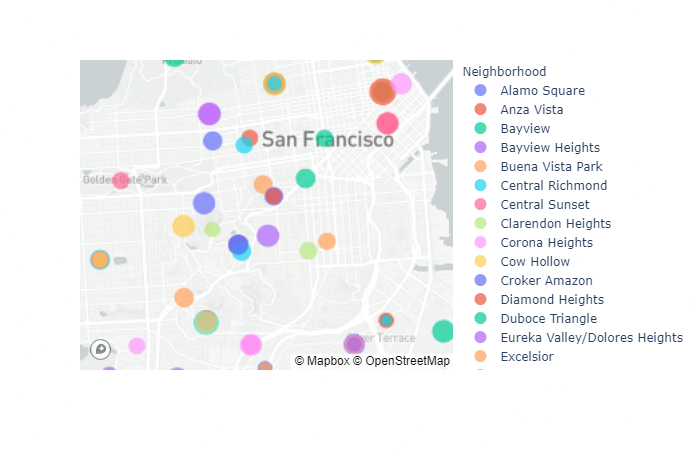 Neighborhood
Alamo Square
Anza Vista
Bayview
Bayview Heights
Buena Vista Park
Central Richmond
Central Sunset
Clarendon Heights
Corona Heights
Cow Hollow
Croker Amazon
Diamond Heights
Duboce Triangle
Eureka Valley/Dolores Heights
Excelsior
San Francisco
Golden Gate Park
Terrace
© Mapbox © OpenStreetMap